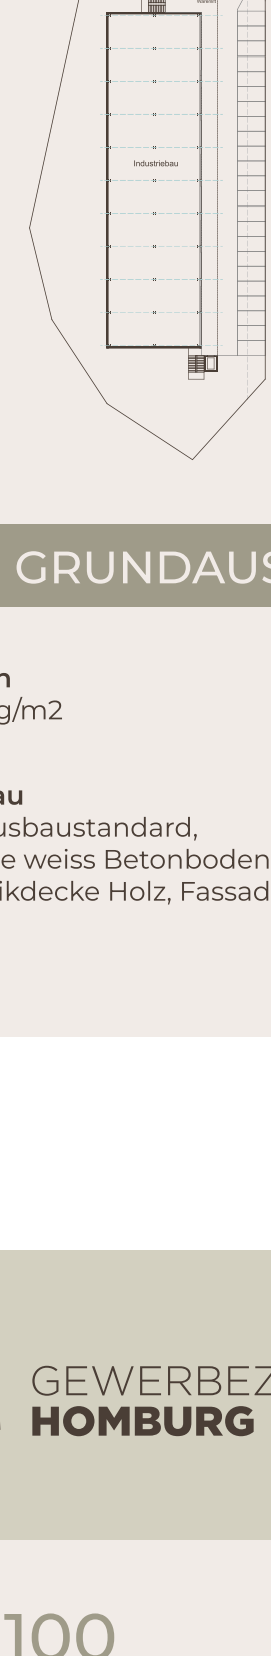 Industriebau
GRUNDAUS
n
g/m2
au
usbaustandard,
e weiss Betonboden
ikdecke Holz, Fassad
GEWERBEZ
HOMBURG
100